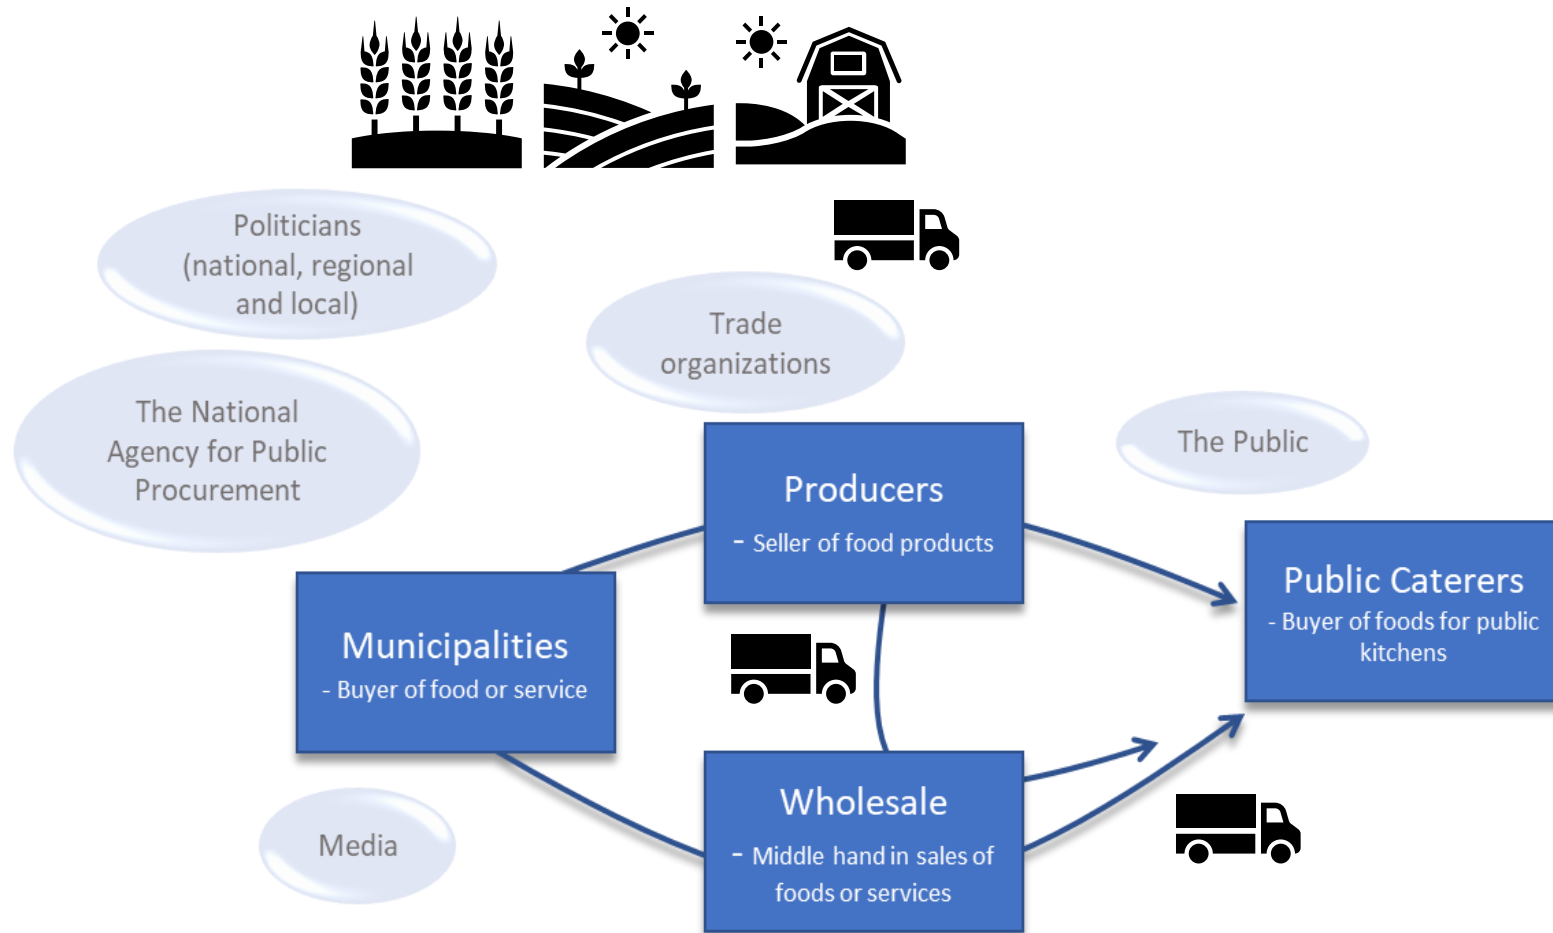 Politicians
(national, regional
and local)
Trade
organizations
The National
Agency for Public
Procurement
The Public
Producers
- Seller of food products
Public Caterers
- Buyer of foods for public
kitchens
Municipalities
- Buyer of food or service
Wholesale
- Middle hand in sales of
foods or services
Media